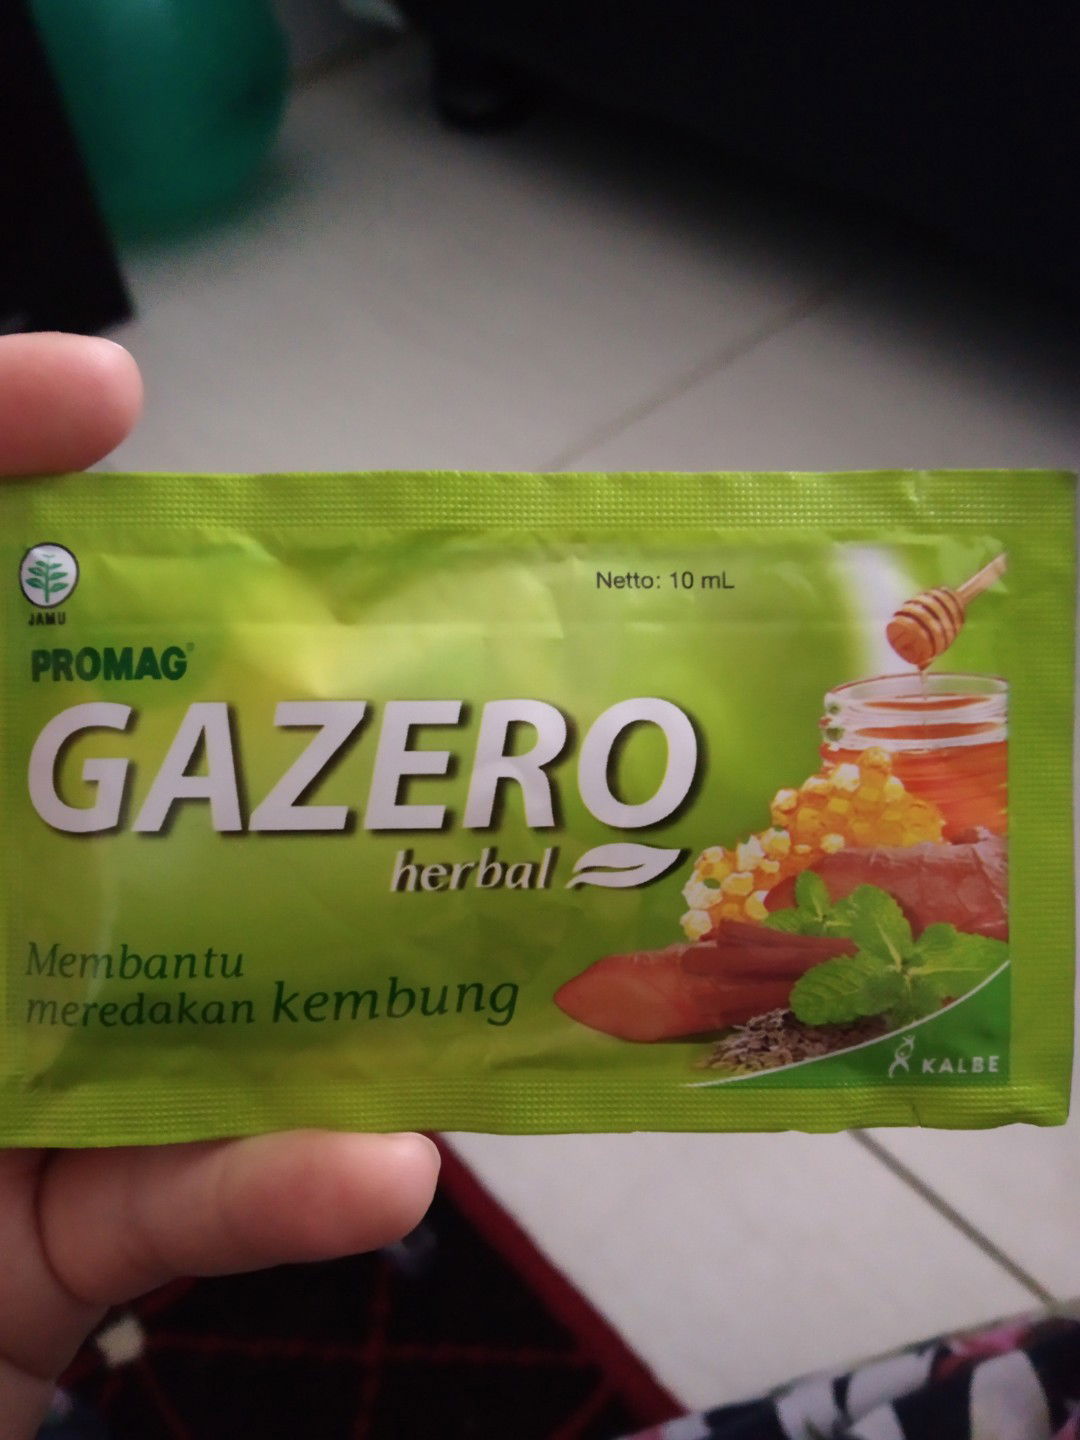 Netto: 10 mL
JAMU
PROMAG®
GAZERO
herbal
Membantu
meredakan kembung
KALBE